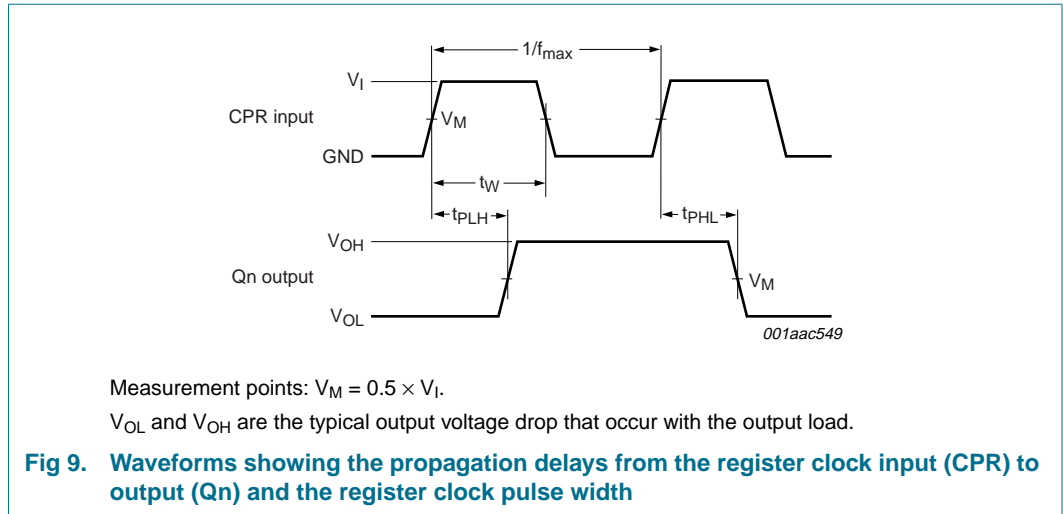 1/fmax
VI
CPR input
VM
GND
tW
tPLH
tPHL
VOH
Qn output
VM
VOL
001aac549
Measurement points: VM = 0.5 × VI.
VOL and VOH are the typical output voltage drop that occur with the output load.
Fig 9. Waveforms showing the propagation delays from the register clock input (CPR) to
output (Qn) and the register clock pulse width